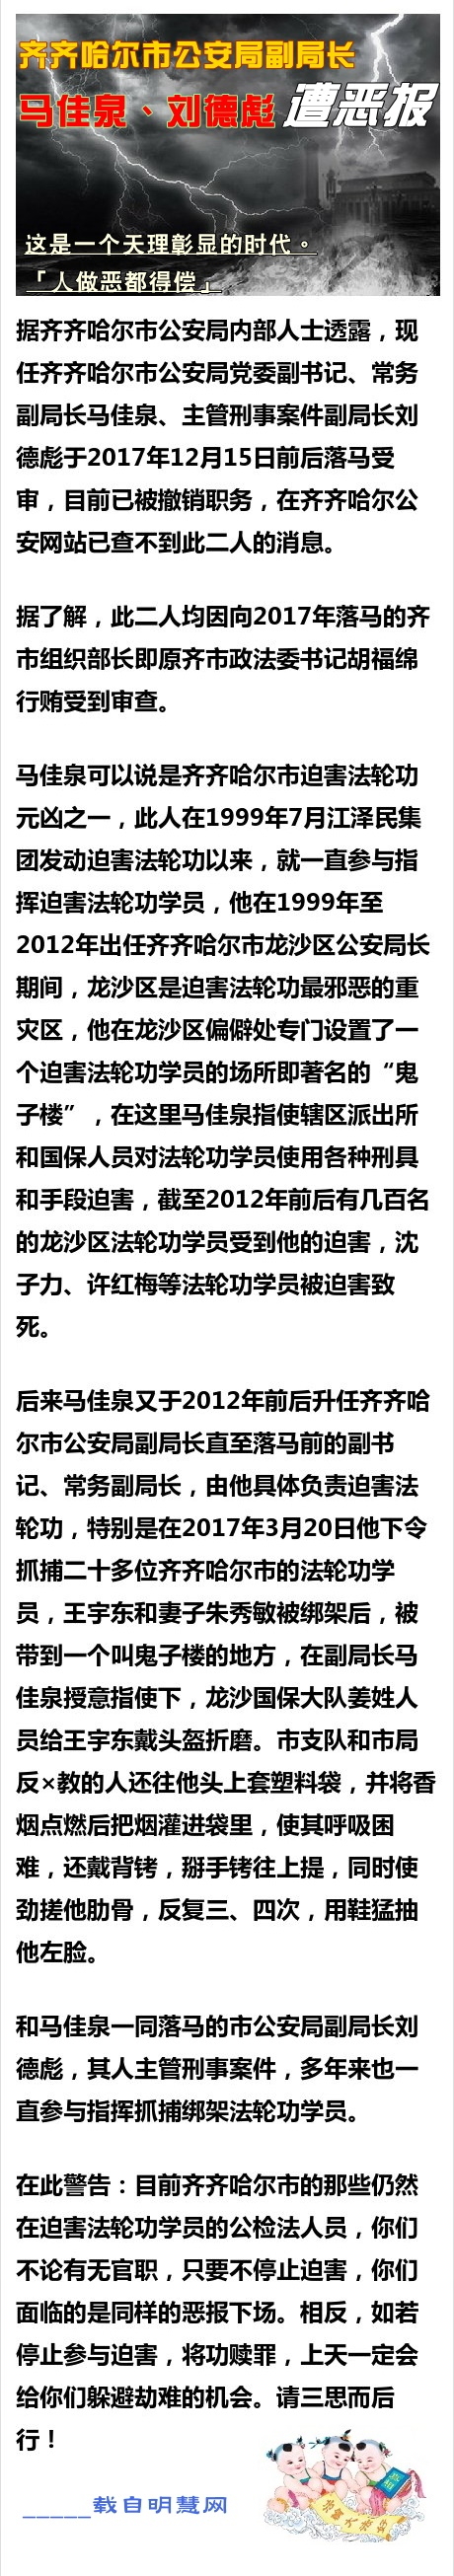 齐齐哈尔市公安局副局长
马佳泉、刘德彪 遭恶报
这是一个天理彰显的时代。
「人做恶都得偿」
据齐齐哈尔市公安局内部人士透露，现
任齐齐哈尔市公安局党委副书记、常务
副局长马佳泉、主管刑事案件副局长刘
德彪于2017年12月15日前后落马受
审，目前已被撤销职务，在齐齐哈尔公
安网站已查不到此二人的消息。
据了解，此二人均因向2017年落马的齐
市组织部长即原齐市政法委书记胡福绵
行贿受到审查。
马佳泉可以说是齐齐哈尔市迫害法轮功
元凶之一，此人在1999年7月江泽民集
团发动迫害法轮功以来，就一直参与指
挥迫害法轮功学员，他在1999年至
2012年出任齐齐哈尔市龙沙区公安局长
期间，龙沙区是迫害法轮功最邪恶的重
灾区，他在龙沙区偏僻处专门设置了一
个迫害法轮功学员的场所即著名的“鬼
子楼”，在这里马佳泉指使辖区派出所
和国保人员对法轮功学员使用各种刑具
和手段迫害，截至2012年前后有几百名
的龙沙区法轮功学员受到他的迫害，沈
子力、许红梅等法轮功学员被迫害致
死。
后来马佳泉又于2012年前后升任齐齐哈
尔市公安局副局长直至落马前的副书
记、常务副局长，由他具体负责迫害法
轮功，特别是在2017年3月20日他下令
抓捕二十多位齐齐哈尔市的法轮功学
员，王宇东和妻子朱秀敏被绑架后，被
带到一个叫鬼子楼的地方，在副局长马
佳泉授意指使下，龙沙国保大队姜姓人
员给王宇东戴头盔折磨。市支队和市局
反×教的人还往他头上套塑料袋，并将香
烟点燃后把烟灌进袋里，使其呼吸困
难，还戴背铐，掰手铐往上提，同时使
劲搓他肋骨，反复三、四次，用鞋猛抽
他左脸。
和马佳泉一同落马的市公安局副局长刘
德彪，其人主管刑事案件，多年来也一
直参与指挥抓捕绑架法轮功学员。
在此警告：目前齐齐哈尔市的那些仍然
在迫害法轮功学员的公检法人员，你们
不论有无官职，只要不停止迫害，你们
面临的是同样的恶报下场。相反，如若
停止参与迫害，将功赎罪，上天一定会
给你们躲避劫难的机会。请三思而后
行！
_____载自明慧网